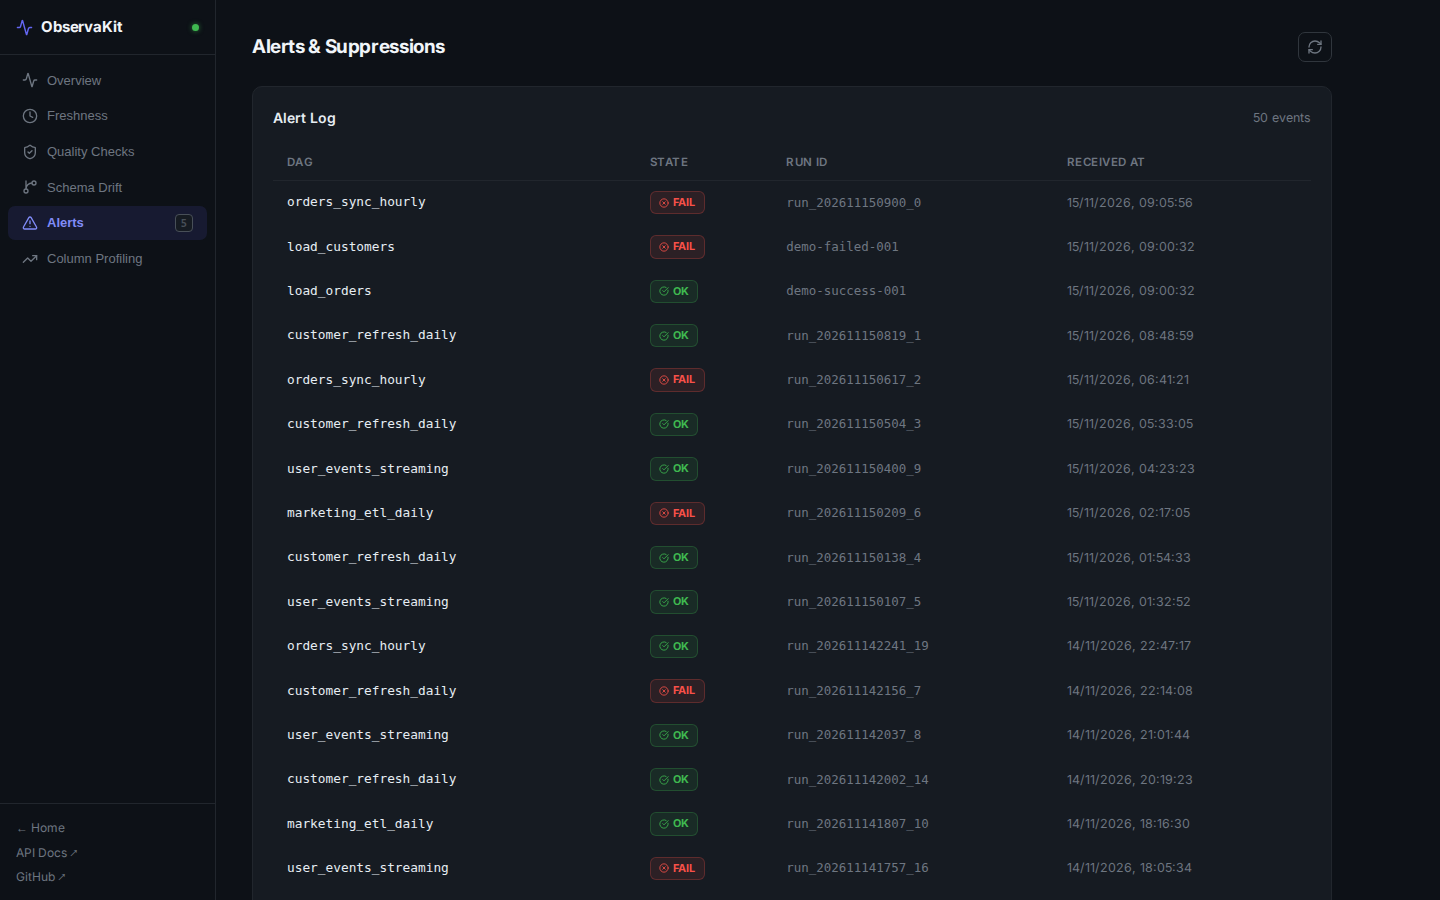 ObservaKit
Overview
Freshness
Quality Checks
Schema Drift
Alerts 5
Column Profiling
← Home
API Docs ↗
GitHub ↗
Alerts & Suppressions
Alert Log 50 events
DAG STATE RUN ID RECEIVED AT
orders_sync_hourly FAIL run_202611150900_0 15/11/2026, 09:05:56
load_customers FAIL demo-failed-001 15/11/2026, 09:00:32
load_orders OK demo-success-001 15/11/2026, 09:00:32
customer_refresh_daily OK run_202611150819_1 15/11/2026, 08:48:59
orders_sync_hourly FAIL run_202611150617_2 15/11/2026, 06:41:21
customer_refresh_daily OK run_202611150504_3 15/11/2026, 05:33:05
user_events_streaming OK run_202611150400_9 15/11/2026, 04:23:23
marketing_etl_daily FAIL run_202611150209_6 15/11/2026, 02:17:05
customer_refresh_daily OK run_202611150138_4 15/11/2026, 01:54:33
user_events_streaming OK run_202611150107_5 15/11/2026, 01:32:52
orders_sync_hourly OK run_202611142241_19 14/11/2026, 22:47:17
customer_refresh_daily FAIL run_202611142156_7 14/11/2026, 22:14:08
user_events_streaming OK run_202611142037_8 14/11/2026, 21:01:44
customer_refresh_daily OK run_202611142002_14 14/11/2026, 20:19:23
marketing_etl_daily OK run_202611141807_10 14/11/2026, 18:16:30
user_events_streaming FAIL run_202611141757_16 14/11/2026, 18:05:34